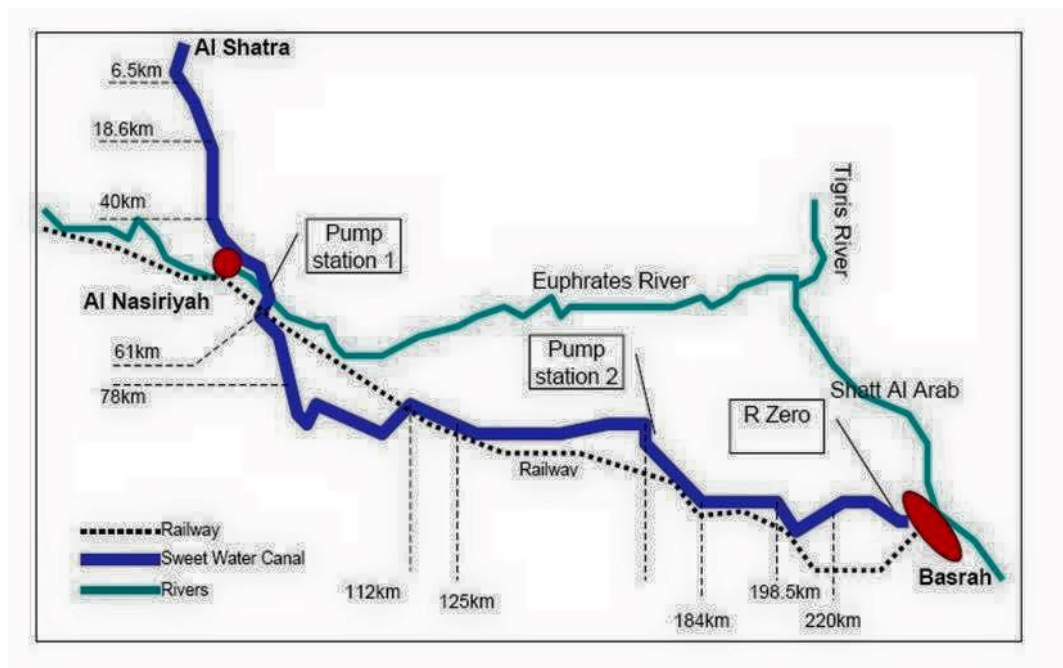 Al Shatra
6.5km
18.6km
40km
Tigris River
Pump
station 1
Euphrates River
Al Nasiriyah
61km
Pump
station 2
78km
Shatt Al Arab
R Zero
Railway
Railway
Sweet Water Canal
Rivers
Basrah
112km
125km
198.5km
184km
220km